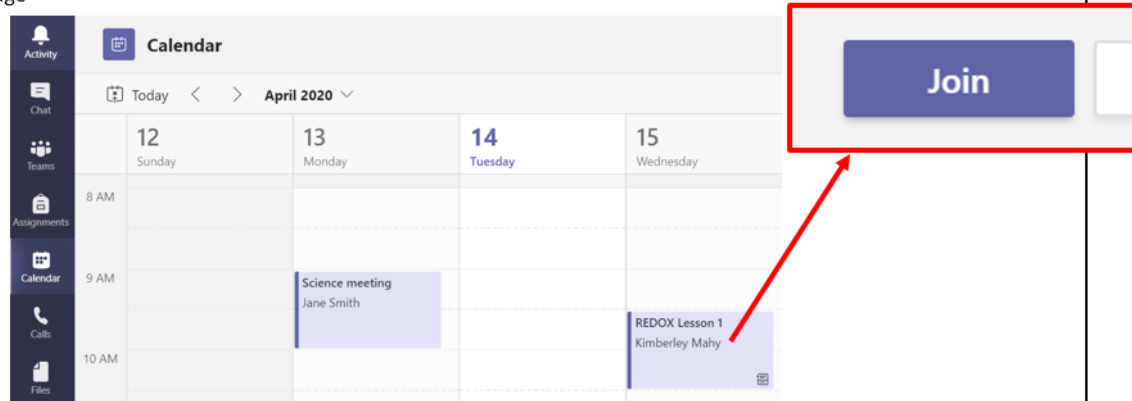 Activity
Chat
Teams
Assignments
Calendar
Calls
Files
Calendar
Today
April 2020
12
Sunday
13
Monday
14
Tuesday
15
Wednesday
8 AM
9 AM
10 AM
Science meeting
Jane Smith
REDOX Lesson 1
Kimberley Mahy
Join